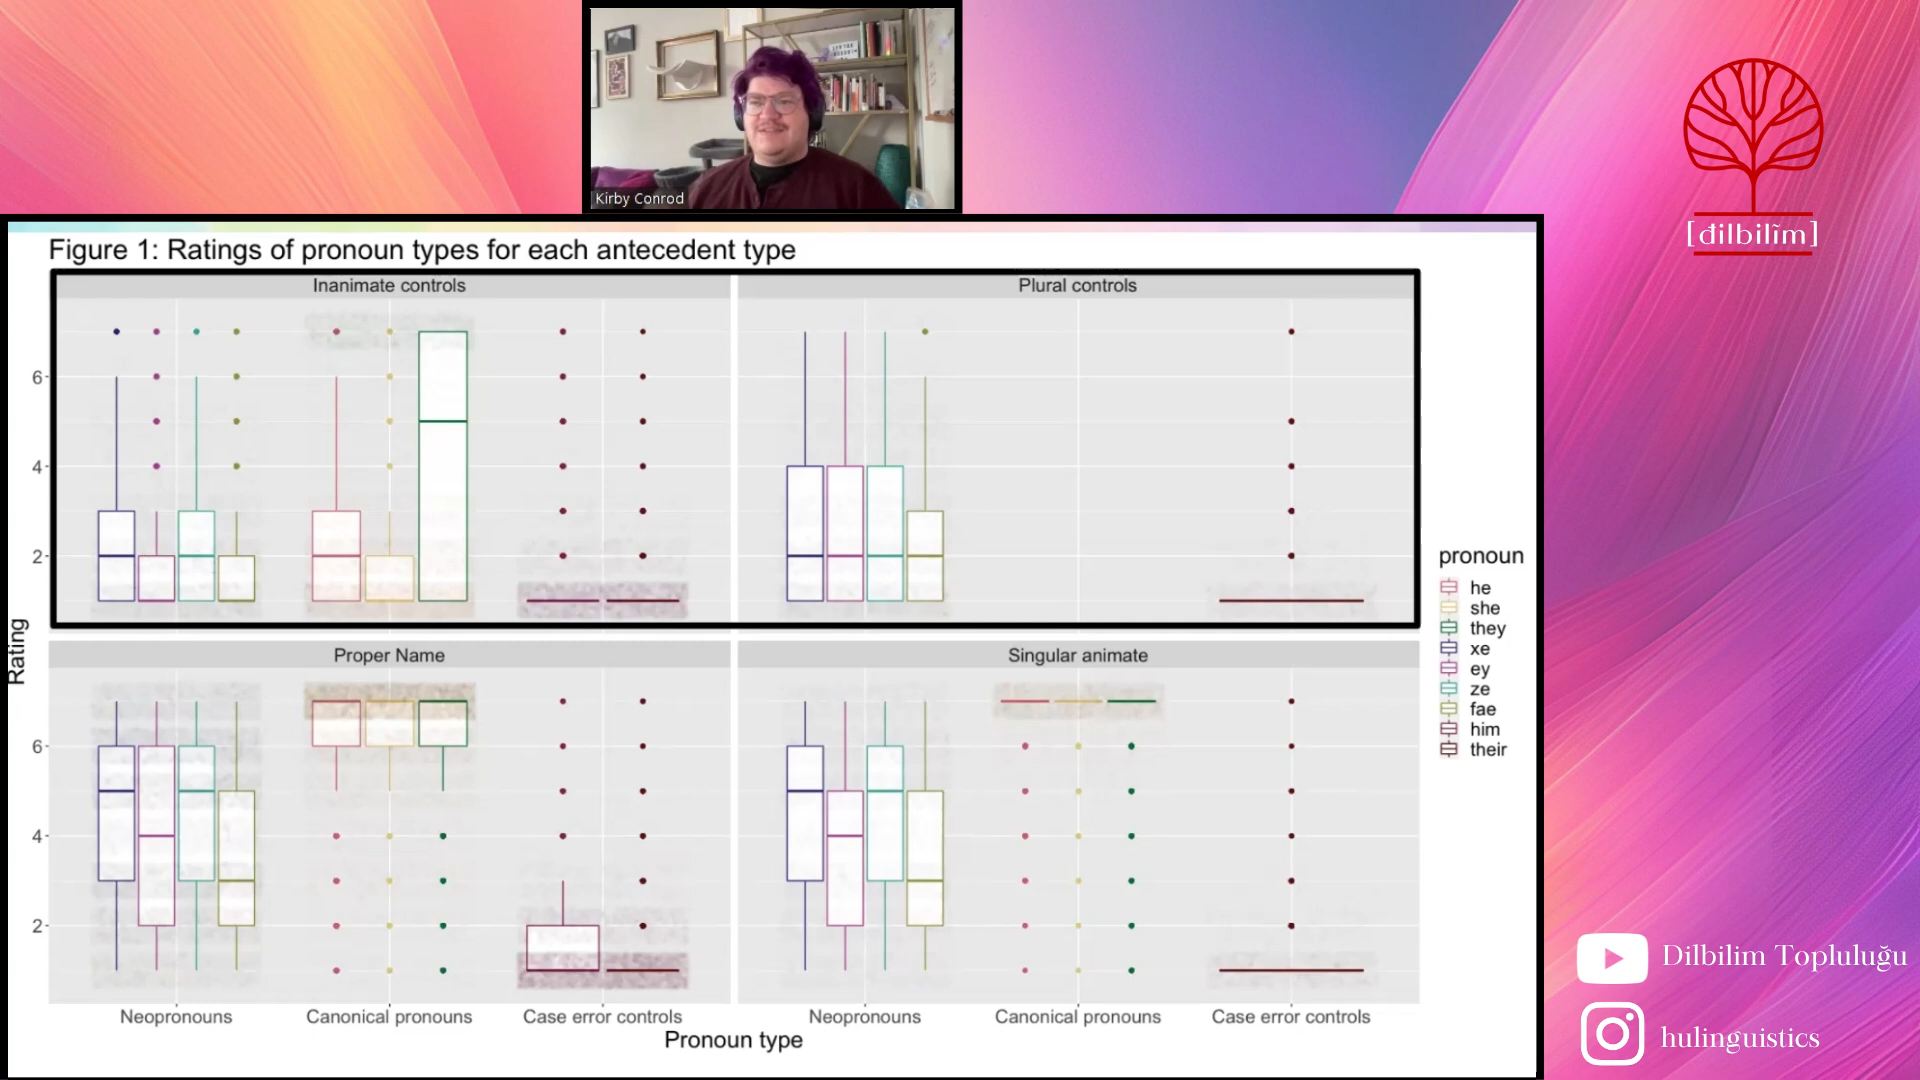 Kirby Conrod
[dilbilim]
Figure 1: Ratings of pronoun types for each antecedent type
Inanimate controls
Plural controls
6
4
2
Rating
Proper Name
Singular animate
6
4
2
Neopronouns
Canonical pronouns
Case error controls
Neopronouns
Canonical pronouns
Case error controls
Pronoun type
pronoun
he
she
they
xe
ey
ze
fae
him
their
Dilbilim Topluluğu
hulinguistics